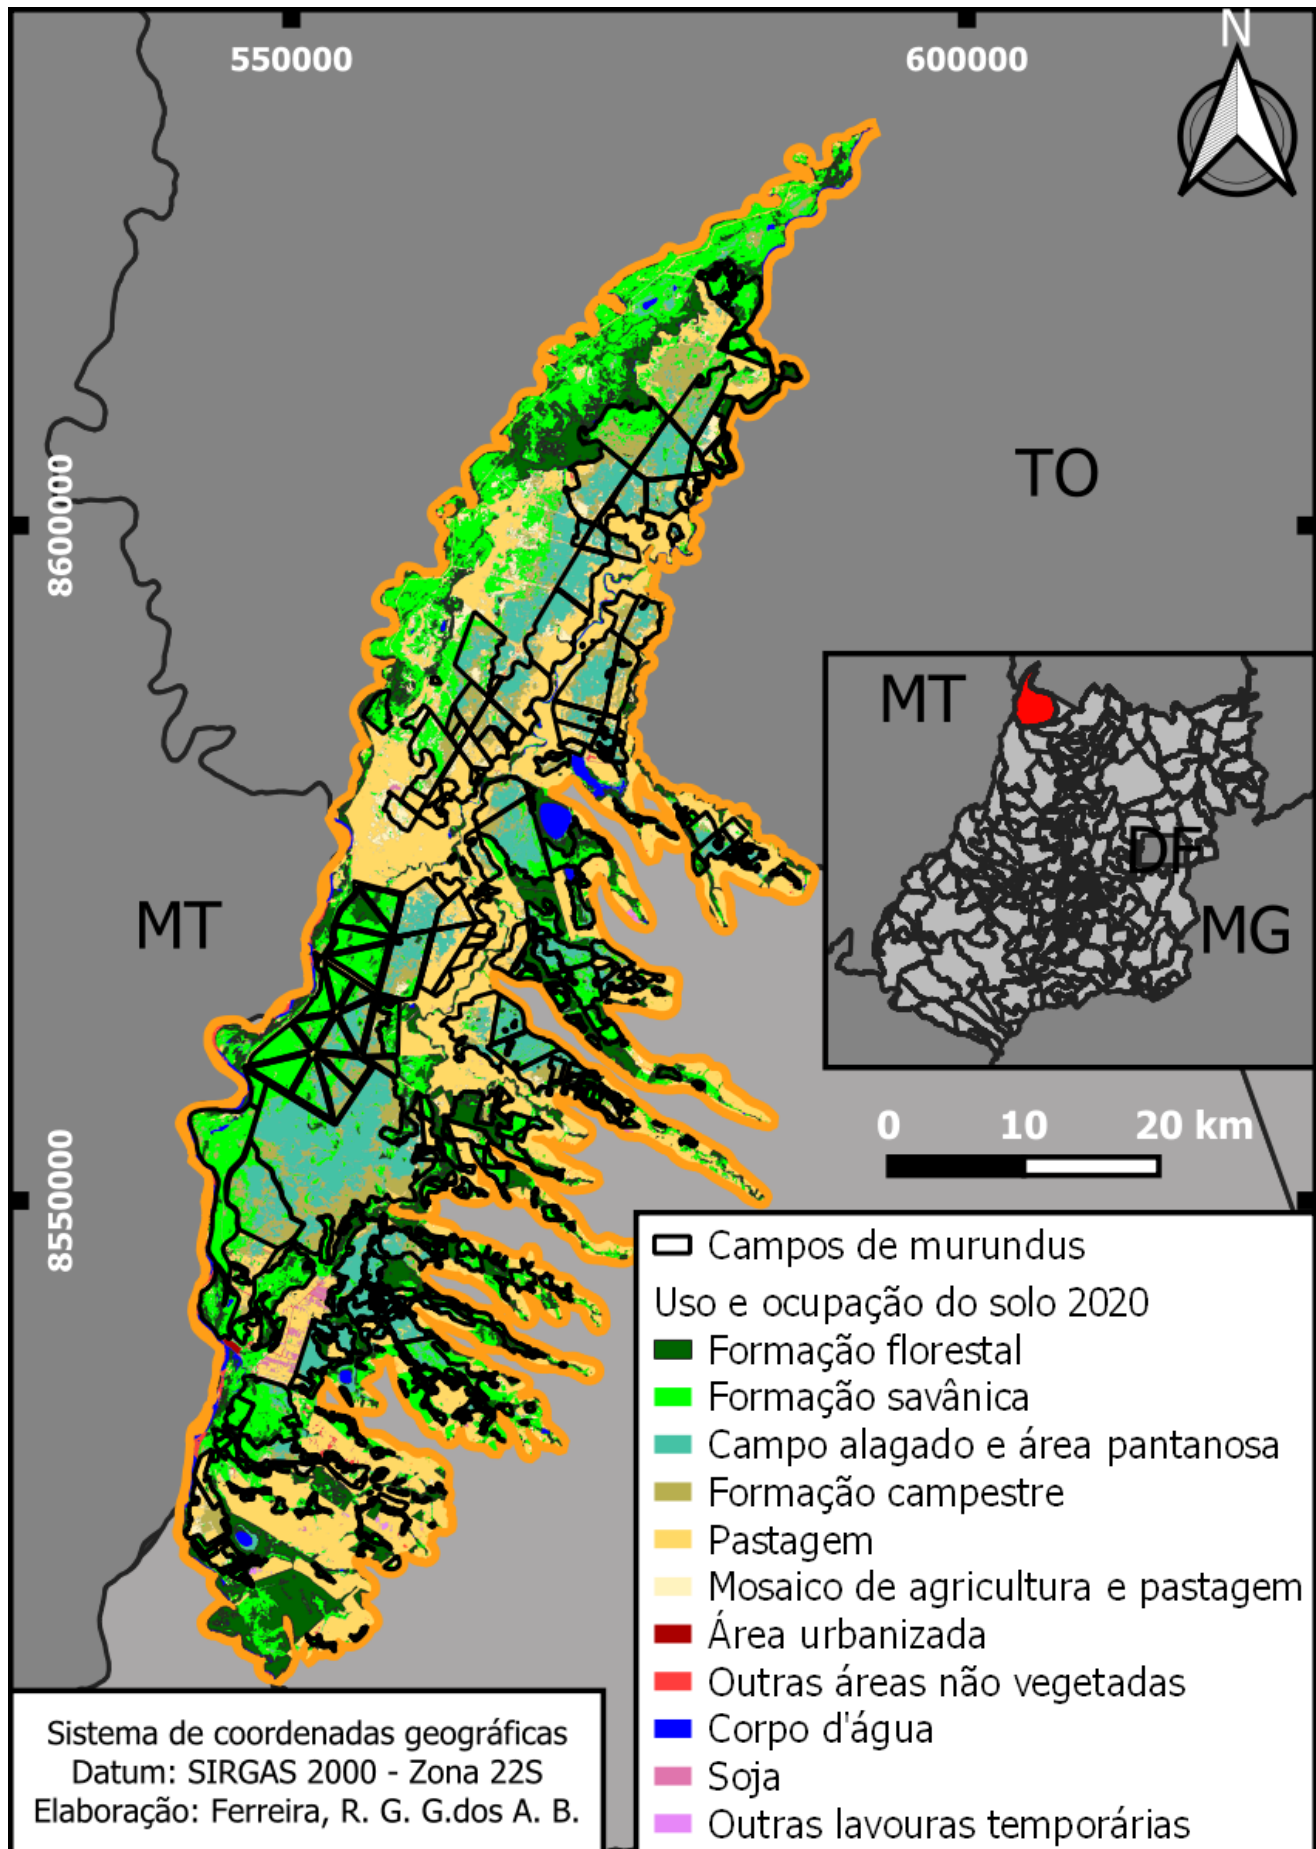 550000
600000
N
TO
8600000
MT
DF
MG
MT
0 10 20 km
8550000
Campos de murundus
Uso e ocupação do solo 2020
Formação florestal
Formação savânica
Campo alagado e área pantanosa
Formação campestre
Pastagem
Mosaico de agricultura e pastagem
Área urbanizada
Outras áreas não vegetadas
Corpo d'água
Soja
Outras lavouras temporárias
Sistema de coordenadas geográficas
Datum: SIRGAS 2000 - Zona 22S
Elaboração: Ferreira, R. G. G.dos A. B.